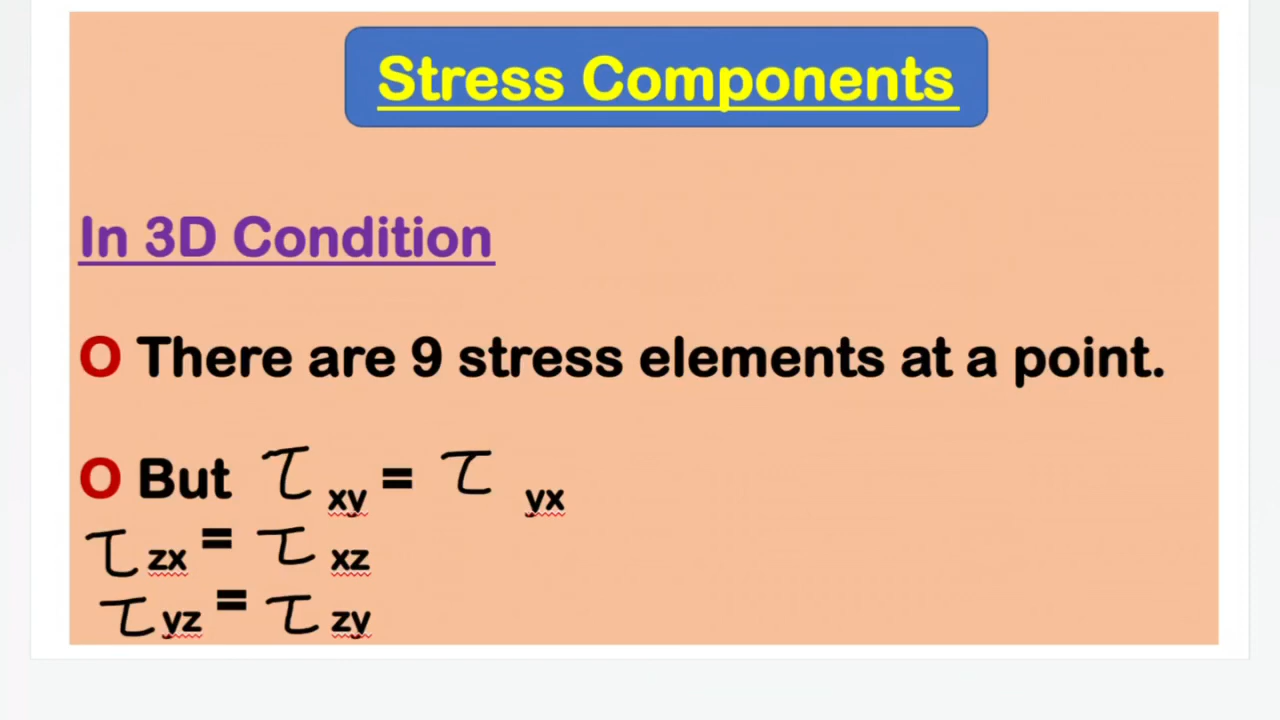 Stress Components
In 3D Condition
O There are 9 stress elements at a point.
O But τ xy = τ yx
τ zx = τ xz
τ yz = τ zy